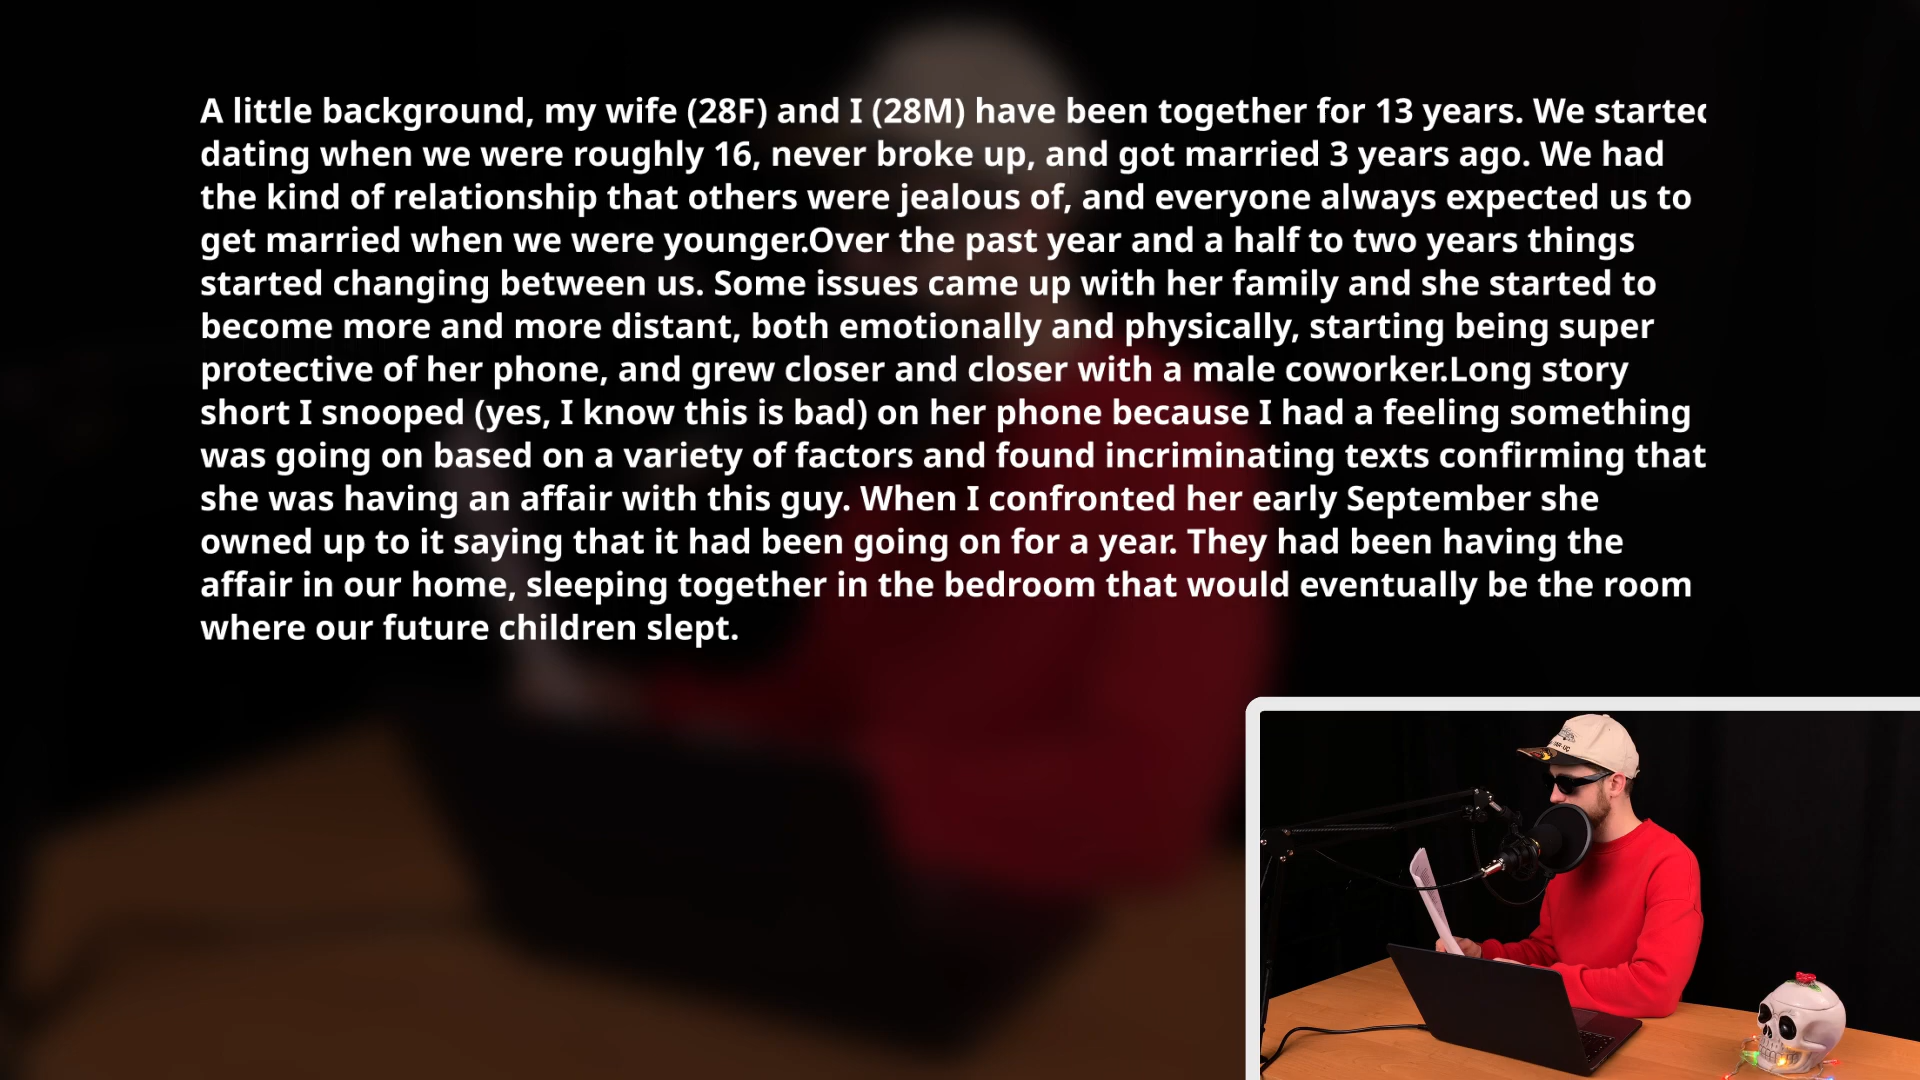 A little background, my wife (28F) and I (28M) have been together for 13 years. We started
dating when we were roughly 16, never broke up, and got married 3 years ago. We had
the kind of relationship that others were jealous of, and everyone always expected us to
get married when we were younger.Over the past year and a half to two years things
started changing between us. Some issues came up with her family and she started to
become more and more distant, both emotionally and physically, starting being super
protective of her phone, and grew closer and closer with a male coworker.Long story
short I snooped (yes, I know this is bad) on her phone because I had a feeling something
was going on based on a variety of factors and found incriminating texts confirming that
she was having an affair with this guy. When I confronted her early September she
owned up to it saying that it had been going on for a year. They had been having the
affair in our home, sleeping together in the bedroom that would eventually be the room
where our future children slept.